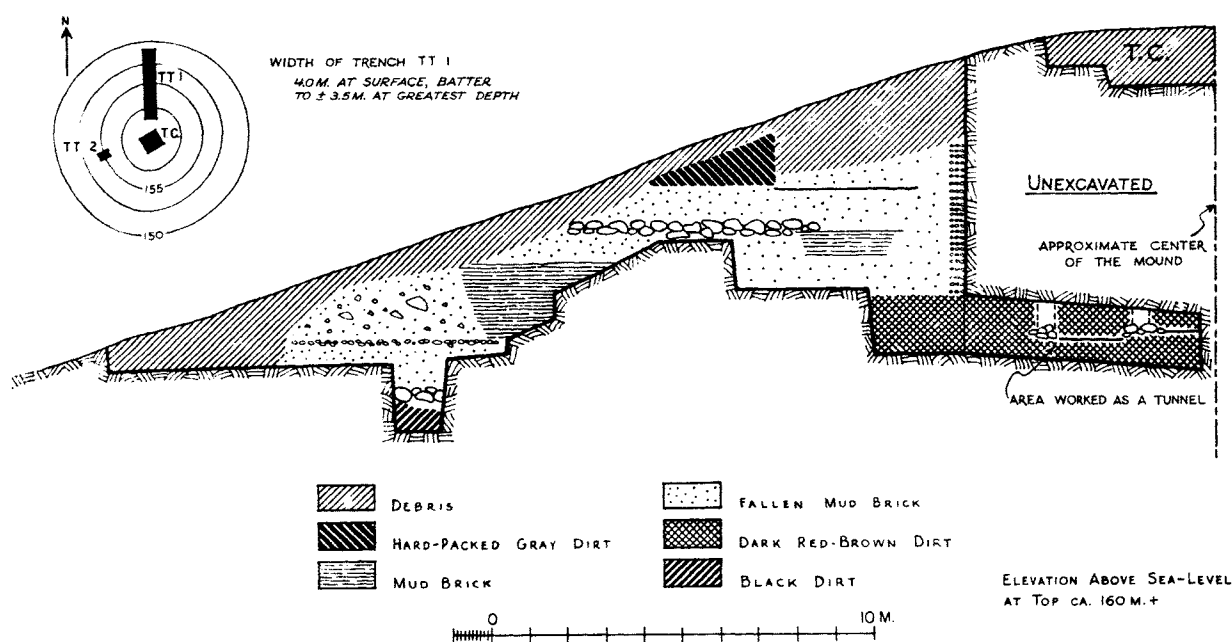 N
WIDTH OF TRENCH TT 1
4.0 M. AT SURFACE, BATTER
TO ± 3.5 M. AT GREATEST DEPTH
TT 1
T.C.
TT 2
155
150
T.C.
UNEXCAVATED
APPROXIMATE CENTER
OF THE MOUND
AREA WORKED AS A TUNNEL
DEBRIS
HARD-PACKED GRAY DIRT
MUD BRICK
FALLEN MUD BRICK
DARK RED-BROWN DIRT
BLACK DIRT
ELEVATION ABOVE SEA-LEVEL
AT TOP CA. 160 M. +
0
10 M.